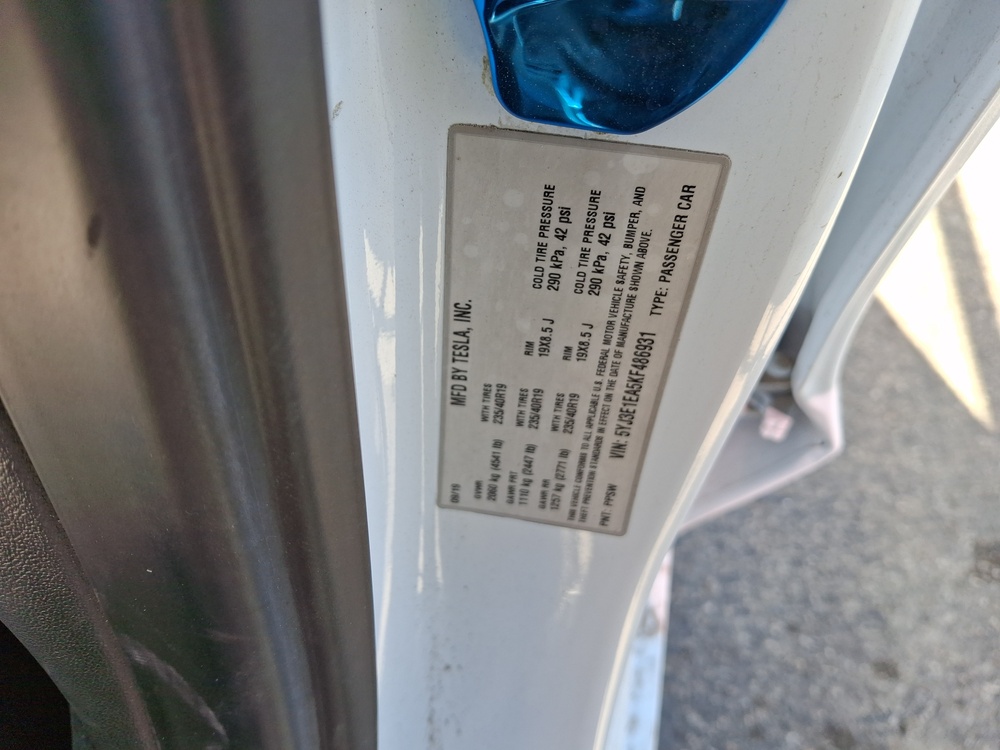 MFD BY TESLA, INC.
09/19
GVWR
2060 kg (4541 lb)
WITH TIRES
235/40R19
RIM
19X8.5 J
COLD TIRE PRESSURE
290 kPa, 42 psi
GAWR FRT
1110 kg (2447 lb)
WITH TIRES
235/40R19
RIM
19X8.5 J
COLD TIRE PRESSURE
290 kPa, 42 psi
GAWR RR
1257 kg (2771 lb)
WITH TIRES
235/40R19
THIS VEHICLE CONFORMS TO ALL APPLICABLE U.S. FEDERAL MOTOR VEHICLE SAFETY, BUMPER, AND
THEFT PREVENTION STANDARDS IN EFFECT ON THE DATE OF MANUFACTURE SHOWN ABOVE.
PNT: PPSW VIN: 5YJ3E1EA5KF486931 TYPE: PASSENGER CAR